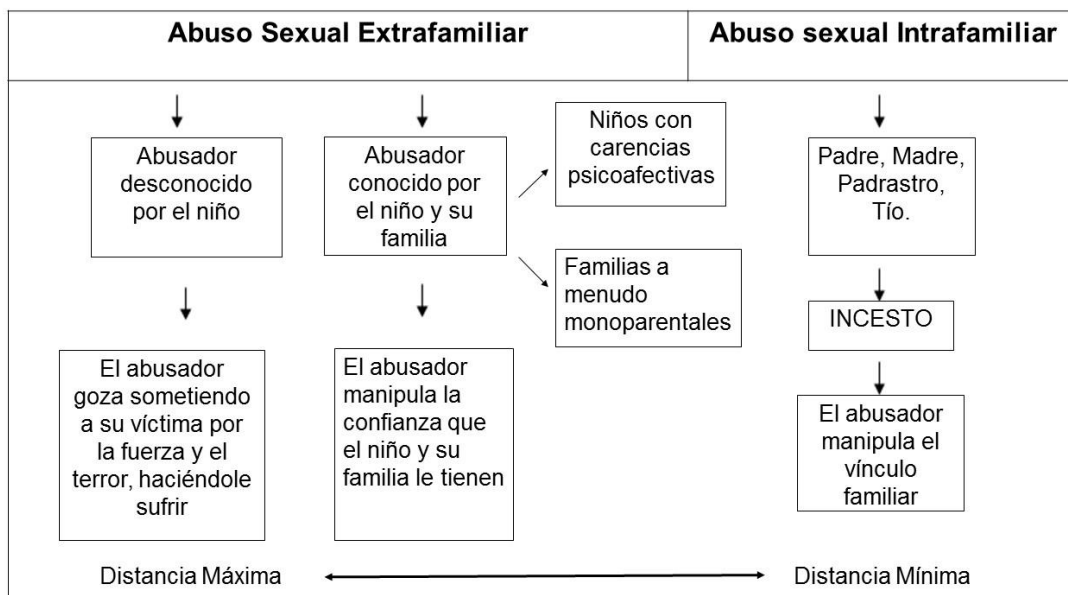 Abuso Sexual Extrafamiliar
Abuso sexual Intrafamiliar
Abusador
desconocido
por el niño
Abusador
conocido por
el niño y su
familia
Niños con
carencias
psicoafectivas
Familias a
menudo
monoparentales
Padre, Madre,
Padrastro,
Tío.
INCESTO
El abusador
goza sometiendo
a su víctima por
la fuerza y el
terror, haciéndole
sufrir
El abusador
manipula la
confianza que
el niño y su
familia le tienen
El abusador
manipula el
vínculo
familiar
Distancia Máxima
Distancia Mínima